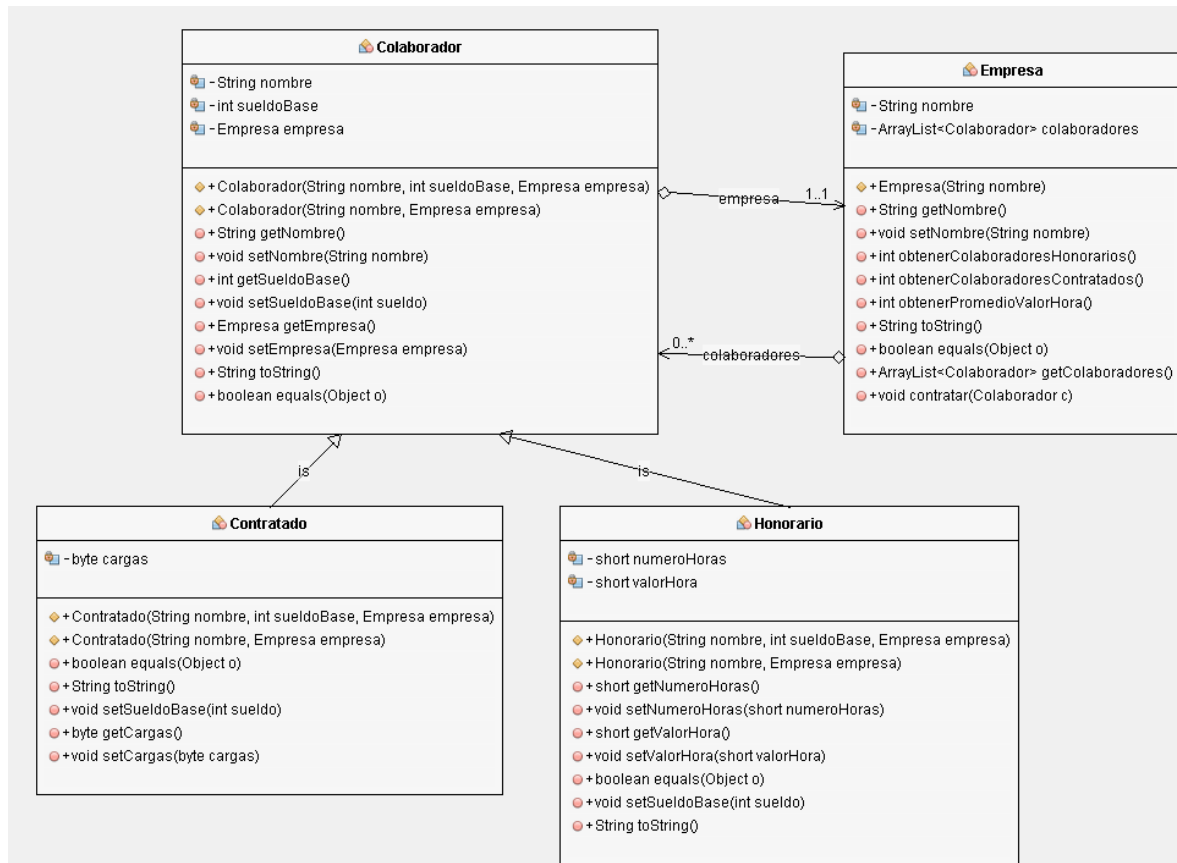 Colaborador
- String nombre
- int sueldoBase
- Empresa empresa
+ Colaborador(String nombre, int sueldoBase, Empresa empresa)
+ Colaborador(String nombre, Empresa empresa)
+ String getNombre()
+ void setNombre(String nombre)
+ int getSueldoBase()
+ void setSueldoBase(int sueldo)
+ Empresa getEmpresa()
+ void setEmpresa(Empresa empresa)
+ String toString()
+ boolean equals(Object o)
Empresa
- String nombre
- ArrayList<Colaborador> colaboradores
+ Empresa(String nombre)
+ String getNombre()
+ void setNombre(String nombre)
+ int obtenerColaboradoresHonorarios()
+ int obtenerColaboradoresContratados()
+ int obtenerPromedioValorHora()
+ String toString()
+ boolean equals(Object o)
+ ArrayList<Colaborador> getColaboradores()
+ void contratar(Colaborador c)
empresa 1..1
0..* colaboradores
is
is
Contratado
- byte cargas
+ Contratado(String nombre, int sueldoBase, Empresa empresa)
+ Contratado(String nombre, Empresa empresa)
+ boolean equals(Object o)
+ String toString()
+ void setSueldoBase(int sueldo)
+ byte getCargas()
+ void setCargas(byte cargas)
Honorario
- short numeroHoras
- short valorHora
+ Honorario(String nombre, int sueldoBase, Empresa empresa)
+ Honorario(String nombre, Empresa empresa)
+ short getNumeroHoras()
+ void setNumeroHoras(short numeroHoras)
+ short getValorHora()
+ void setValorHora(short valorHora)
+ boolean equals(Object o)
+ void setSueldoBase(int sueldo)
+ String toString()